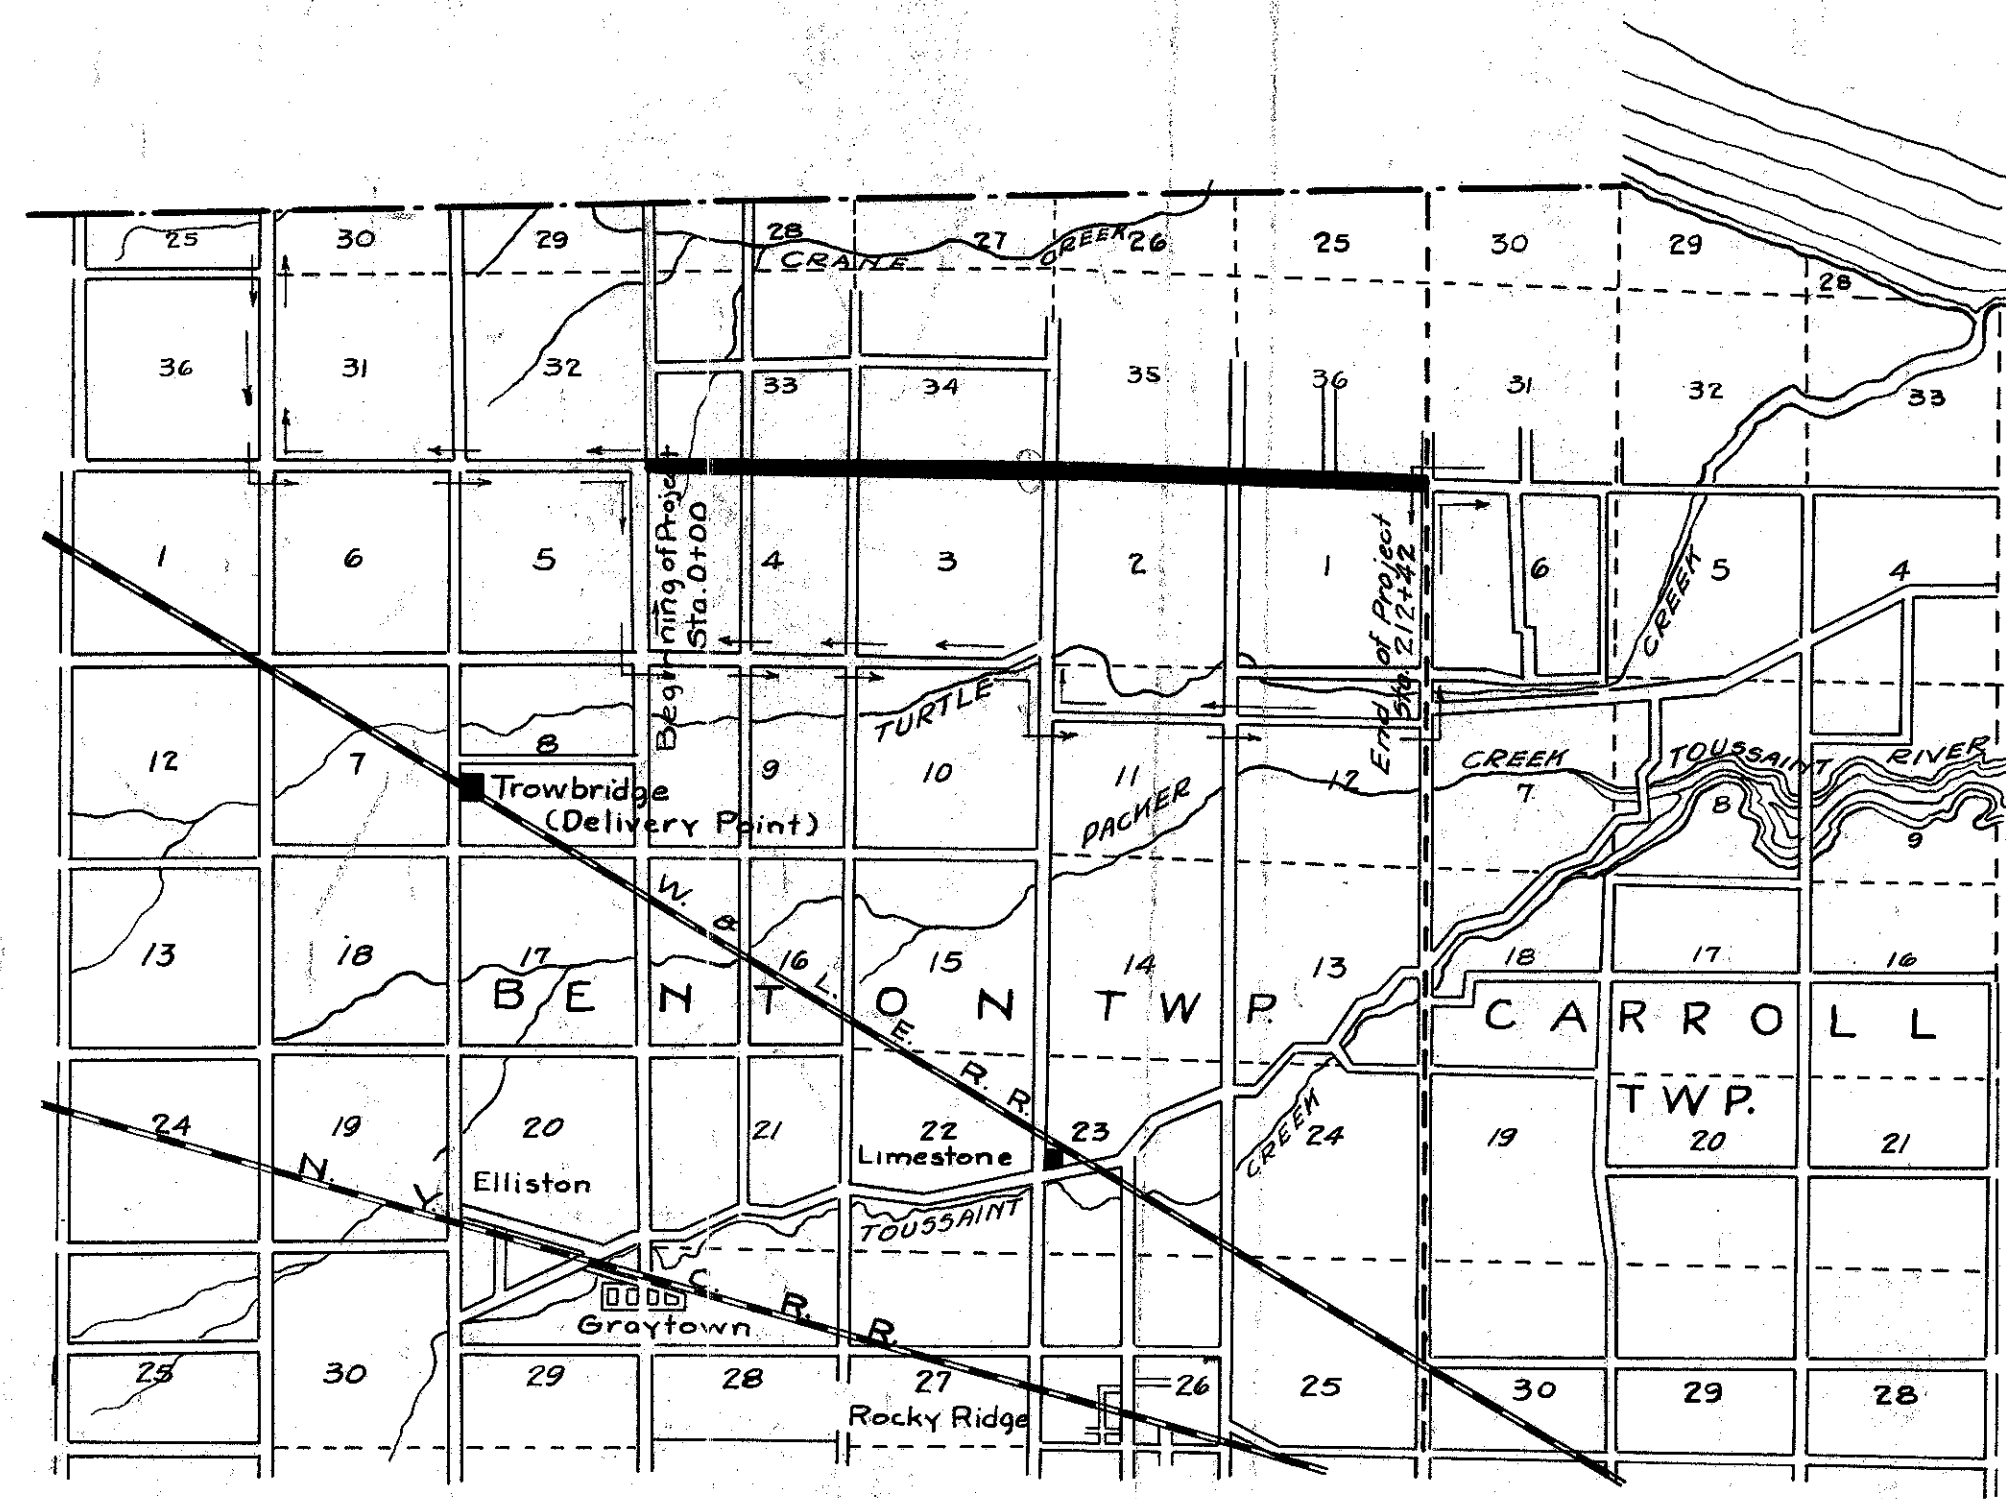 25 30 29 28 27 26 25 30 29 28
CRANE CREEK
36 31 32 33 34 35 36 31 32 33
Beginning of Project
Sta. 0+00
End of Project
Sta. 212+42
1 6 5 4 3 2 1 6 5 4
TURTLE CREEK
12 7 8 9 10 11 12 7 8 9
Trowbridge
(Delivery Point)
PACKER CREEK
TOUSSAINT RIVER
W. & L. E. R. R.
13 18 17 16 15 14 13 18 17 16
BENTON TWP.
CARROLL
TWP.
24 19 20 21 22 23 24 19 20 21
Limestone
Elliston
TOUSSAINT CREEK
N. Y. C. R. R.
Graytown
25 30 29 28 27 26 25 30 29 28
Rocky Ridge